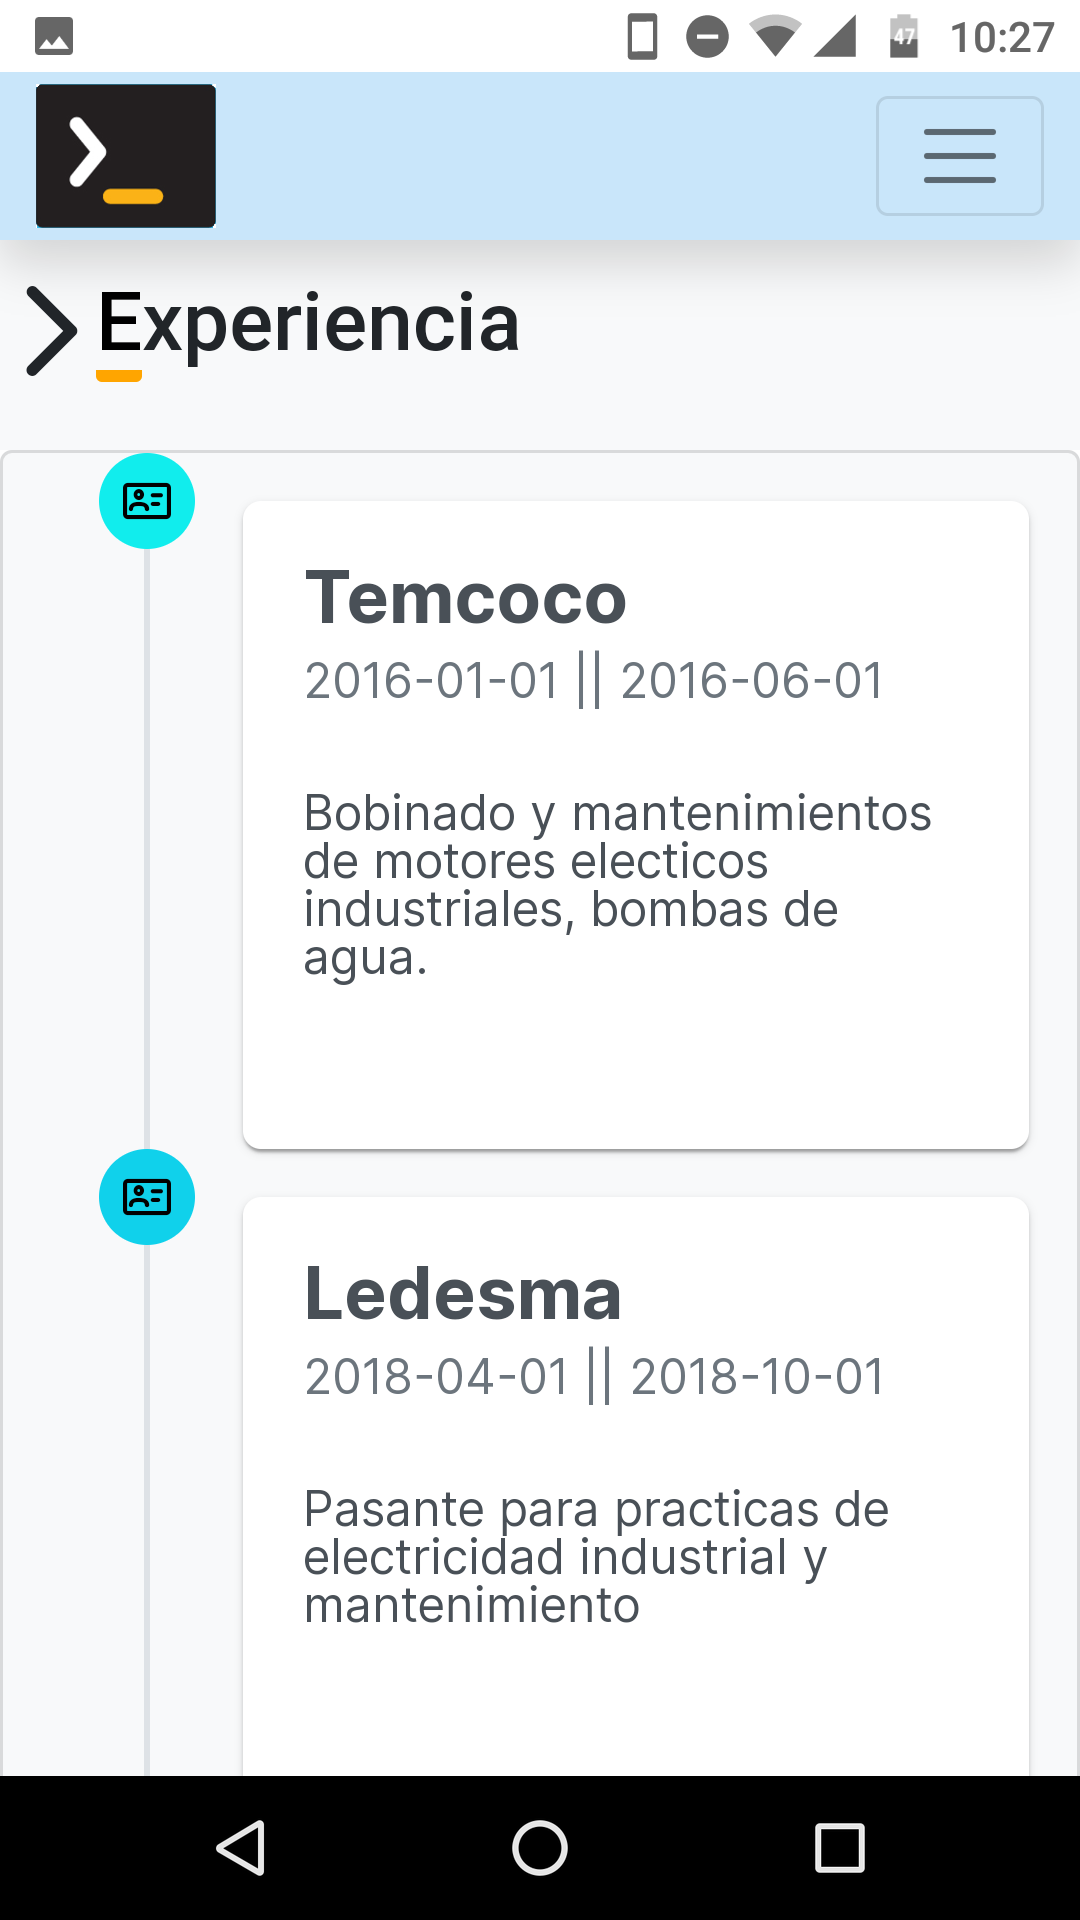 47 10:27
Experiencia
Temcoco
2016-01-01 || 2016-06-01
Bobinado y mantenimientos
de motores electicos
industriales, bombas de
agua.
Ledesma
2018-04-01 || 2018-10-01
Pasante para practicas de
electricidad industrial y
mantenimiento